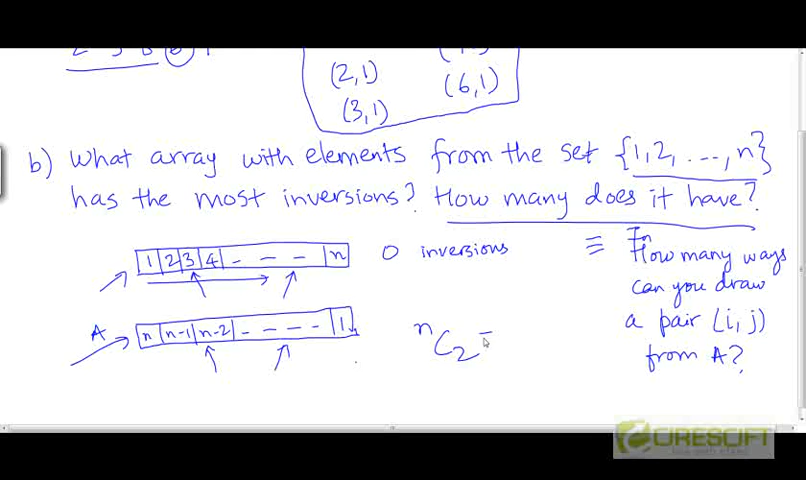 (2,1)
(6,1)
(3,1)
b) What array with elements from the set {1,2, ..., n}
has the most inversions? How many does it have?
1 2 3 4 - - - n 0 inversions ≡
How many ways
can you draw
a pair (i, j)
from A?
A n n-1 n-2 - - - - 1 nC2 =
CIRESCIFT